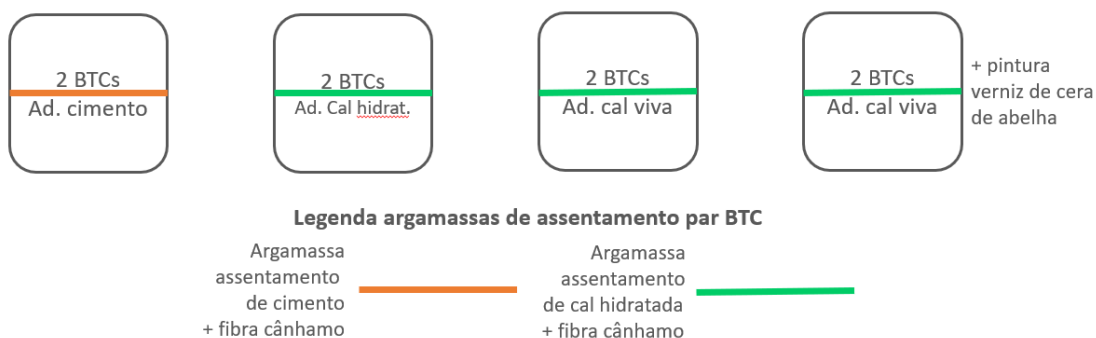 2 BTCs
Ad. cimento
2 BTCs
Ad. Cal hidrat.
2 BTCs
Ad. cal viva
2 BTCs
Ad. cal viva
+ pintura
verniz de cera
de abelha
Legenda argamassas de assentamento par BTC
Argamassa
assentamento
de cimento
+ fibra cânhamo
Argamassa
assentamento
de cal hidratada
+ fibra cânhamo